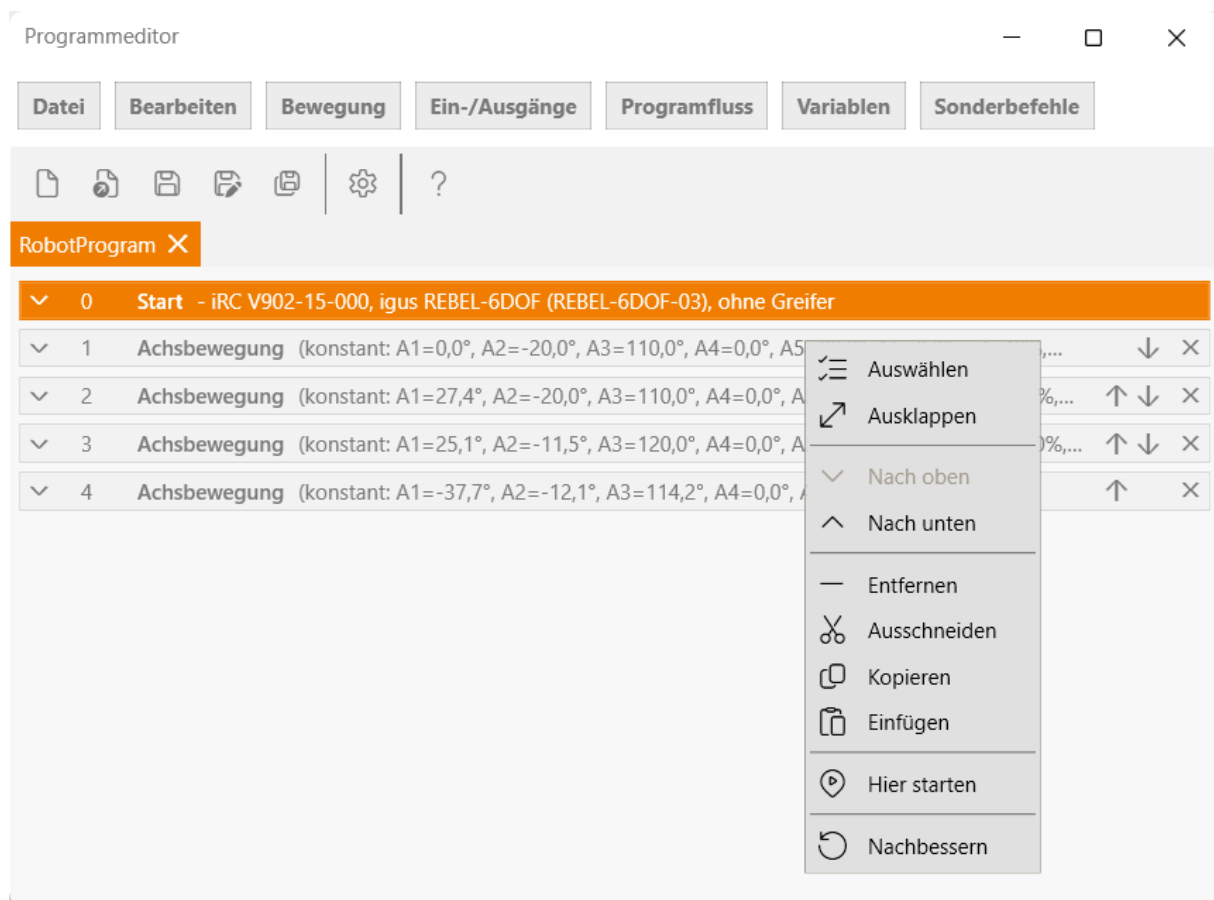 Programmeditor
Datei Bearbeiten Bewegung Ein-/Ausgänge Programfluss Variablen Sonderbefehle
RobotProgram
0 Start - iRC V902-15-000, igus REBEL-6DOF (REBEL-6DOF-03), ohne Greifer
1 Achsbewegung (konstant: A1=0,0°, A2=-20,0°, A3=110,0°, A4=0,0°, A5 ,...
2 Achsbewegung (konstant: A1=27,4°, A2=-20,0°, A3=110,0°, A4=0,0°, A %,...
3 Achsbewegung (konstant: A1=25,1°, A2=-11,5°, A3=120,0°, A4=0,0°, A %,...
4 Achsbewegung (konstant: A1=-37,7°, A2=-12,1°, A3=114,2°, A4=0,0°,
Auswählen
Ausklappen
Nach oben
Nach unten
Entfernen
Ausschneiden
Kopieren
Einfügen
Hier starten
Nachbessern